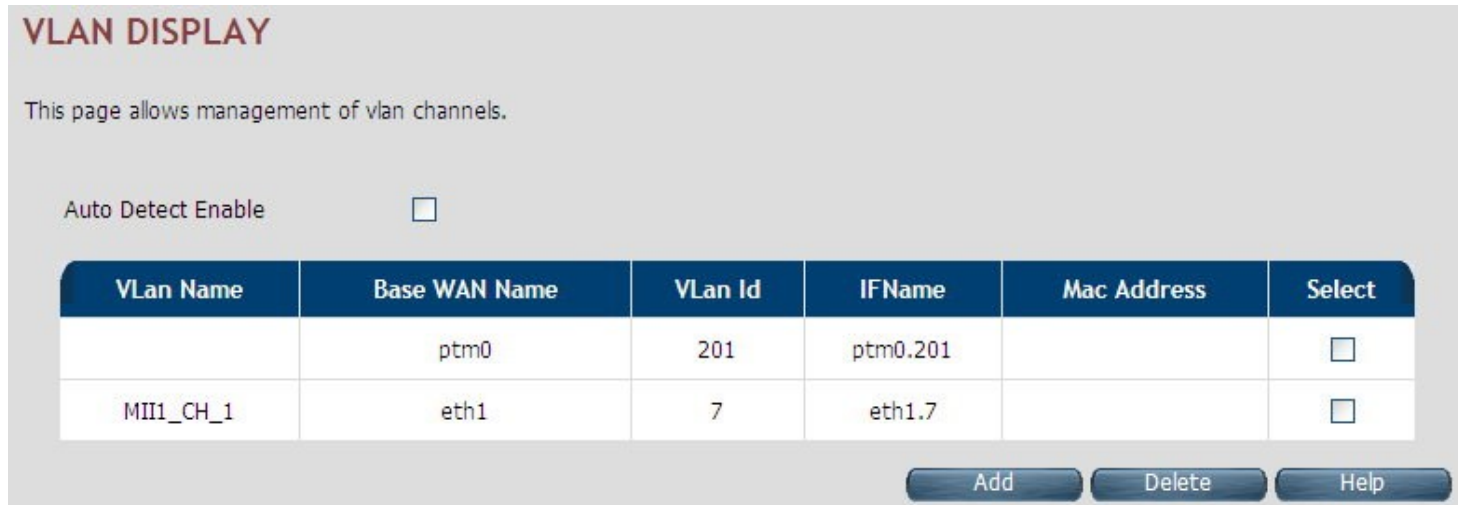 VLAN DISPLAY
This page allows management of vlan channels.
Auto Detect Enable
VLan Name Base WAN Name VLan Id IFName Mac Address Select
ptm0 201 ptm0.201
MII1_CH_1 eth1 7 eth1.7
Add Delete Help